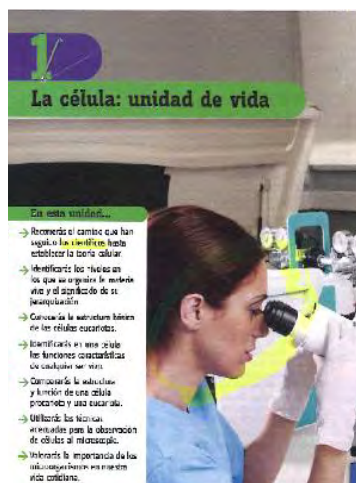 1
La célula: unidad de vida
En esta unidad...
Recorrerás el camino que han
seguido los científicos hasta
establecer la teoría celular.
Identificarás los niveles en
los que se organiza la materia
viva y el significado de su
jerarquización.
Conocerás la estructura básica
de las células eucariotas.
Identificarás en una célula
las funciones características
de cualquier ser vivo.
Compararás la estructura
y función de una célula
procariota y una eucariota.
Utilizarás las técnicas
adecuadas para la observación
de células al microscopio.
Valorarás la importancia de los
microorganismos en nuestra
vida cotidiana.